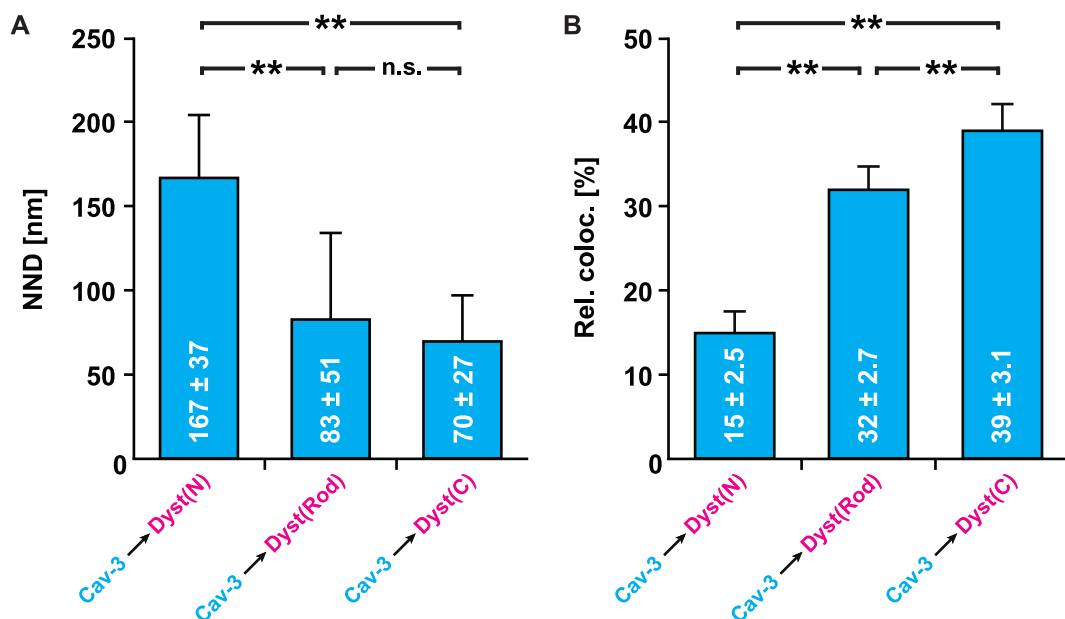 A
**
**
n.s.
NND [nm]
250
200
150
100
50
0
167 ± 37
83 ± 51
70 ± 27
Cav-3 → Dyst(N)
Cav-3 → Dyst(Rod)
Cav-3 → Dyst(C)
B
**
**
**
Rel. coloc. [%]
50
40
30
20
10
0
15 ± 2.5
32 ± 2.7
39 ± 3.1
Cav-3 → Dyst(N)
Cav-3 → Dyst(Rod)
Cav-3 → Dyst(C)